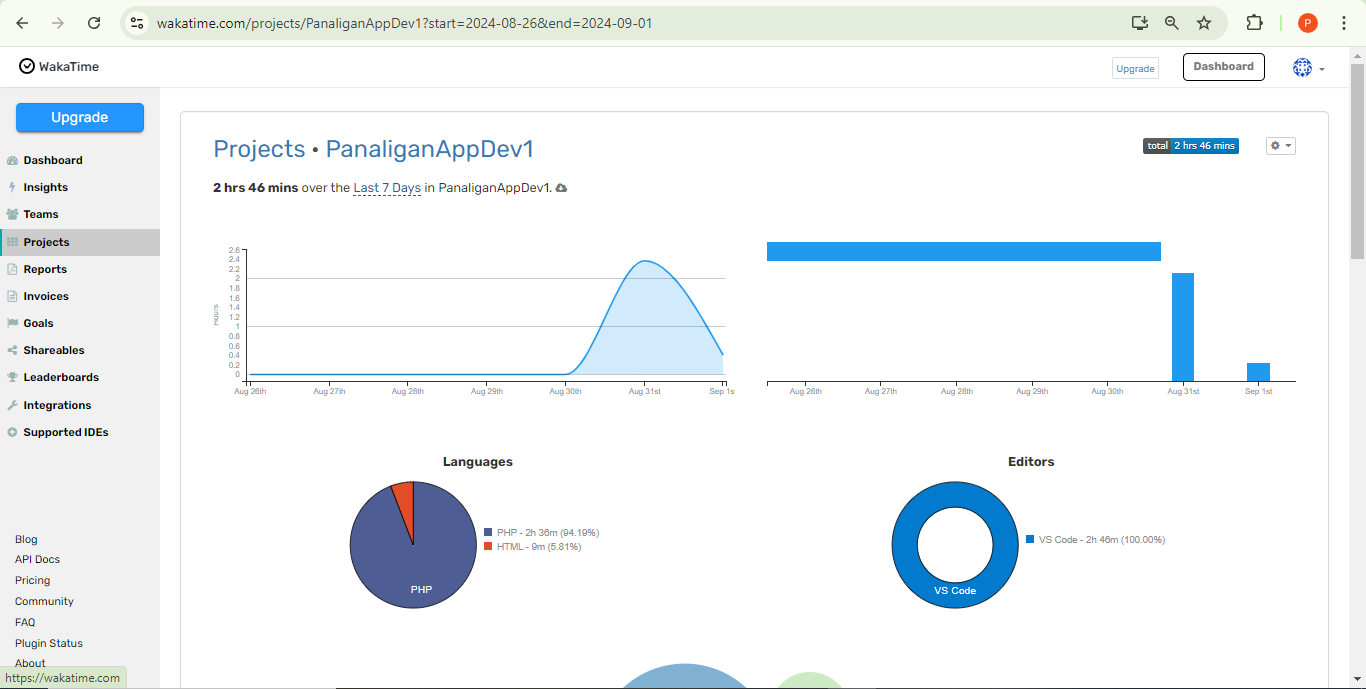 wakatime.com/projects/PanaliganAppDev1?start=2024-08-26&end=2024-09-01
P
WakaTime
Upgrade
Dashboard
Upgrade
Dashboard
Insights
Teams
Projects
Reports
Invoices
Goals
Shareables
Leaderboards
Integrations
Supported IDEs
Blog
API Docs
Pricing
Community
FAQ
Plugin Status
About
https://wakatime.com
Projects • PanaliganAppDev1
total 2 hrs 46 mins
2 hrs 46 mins over the Last 7 Days in PanaliganAppDev1.
Hours
2.6
2.4
2.2
2
1.8
1.6
1.4
1.2
1
0.8
0.6
0.4
0.2
0
Aug 26th Aug 27th Aug 28th Aug 29th Aug 30th Aug 31st Sep 1s
Aug 26th Aug 27th Aug 28th Aug 29th Aug 30th Aug 31st Sep 1st
Languages
PHP - 2h 36m (94.19%)
HTML - 9m (5.81%)
PHP
Editors
VS Code - 2h 46m (100.00%)
VS Code